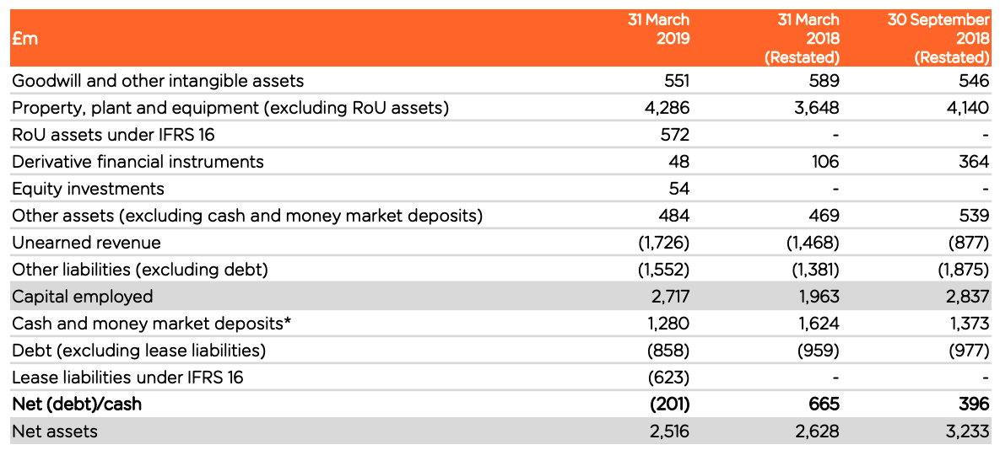 £m 31 March 2019 31 March 2018 (Restated) 30 September 2018 (Restated)
Goodwill and other intangible assets 551 589 546
Property, plant and equipment (excluding RoU assets) 4,286 3,648 4,140
RoU assets under IFRS 16 572 - -
Derivative financial instruments 48 106 364
Equity investments 54 - -
Other assets (excluding cash and money market deposits) 484 469 539
Unearned revenue (1,726) (1,468) (877)
Other liabilities (excluding debt) (1,552) (1,381) (1,875)
Capital employed 2,717 1,963 2,837
Cash and money market deposits* 1,280 1,624 1,373
Debt (excluding lease liabilities) (858) (959) (977)
Lease liabilities under IFRS 16 (623) - -
Net (debt)/cash (201) 665 396
Net assets 2,516 2,628 3,233